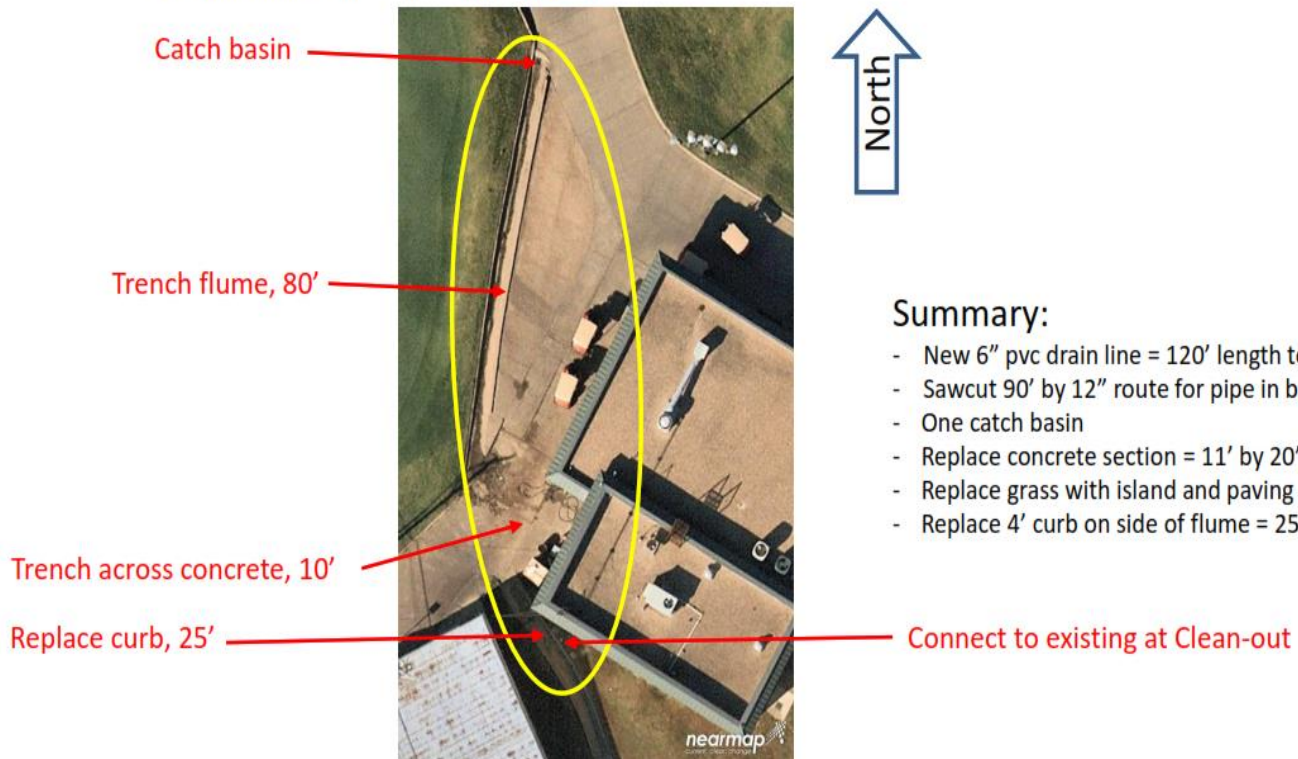 Catch basin
North
Trench flume, 80’
Summary:
- New 6” pvc drain line = 120’ length
- Sawcut 90’ by 12” route for pipe in
- One catch basin
- Replace concrete section = 11’ by 20’
- Replace grass with island and paving
- Replace 4’ curb on side of flume = 25
Trench across concrete, 10’
Replace curb, 25’
Connect to existing at Clean-out
nearmap